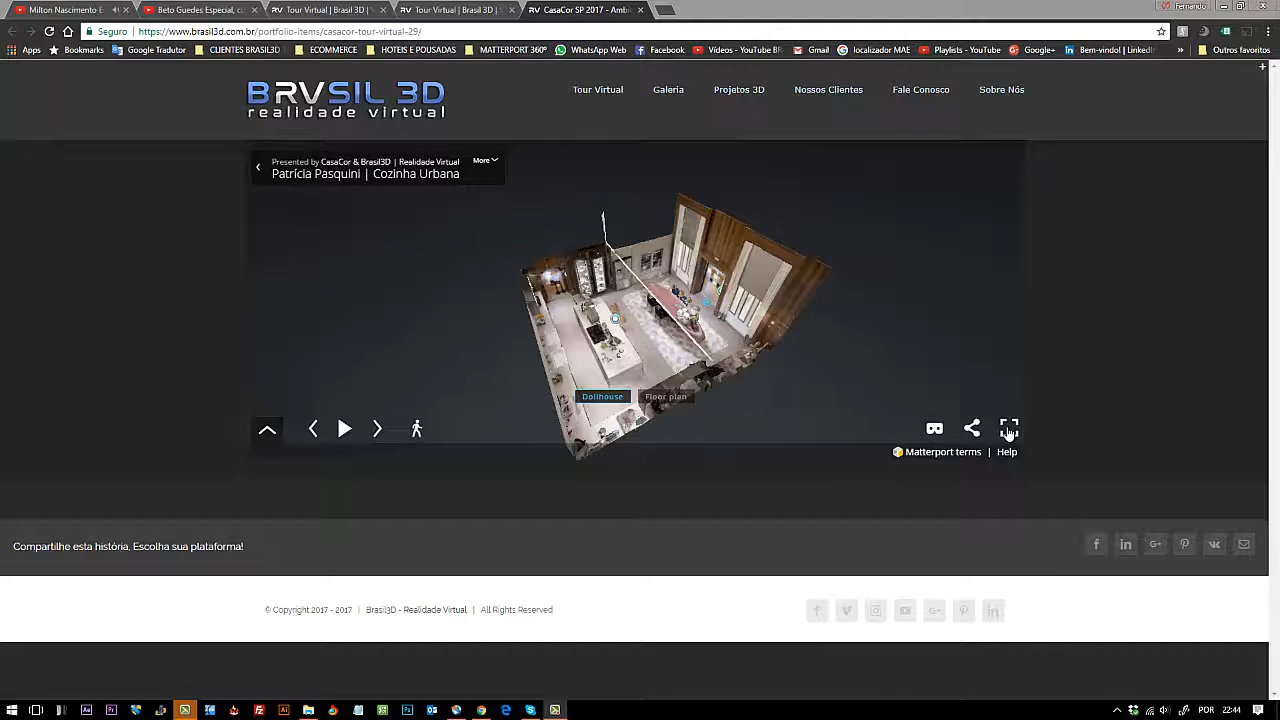 Milton Nascimento E
Beto Guedes Especial, cu
Tour Virtual | Brasil 3D |
Tour Virtual | Brasil 3D |
CasaCor SP 2017 - Ambi
Fernando
Seguro
https://www.brasil3d.com.br/portfolio-items/casacor-tour-virtual-29/
Apps
Bookmarks
Google Tradutor
CLIENTES BRASIL3D
ECOMMERCE
HOTEIS E POUSADAS
MATTERPORT 360º
WhatsApp Web
Facebook
Vídeos - YouTube BR
Gmail
localizador MAE
Playlists - YouTube
Google+
Bem-vindo! | LinkedIn
»
Outros favoritos
BRVSIL 3D
realidade virtual
Tour Virtual
Galeria
Projetos 3D
Nossos Clientes
Fale Conosco
Sobre Nós
Presented by CasaCor & Brasil3D | Realidade Virtual
More
Patrícia Pasquini | Cozinha Urbana
Dollhouse
Floor plan
Matterport terms | Help
Compartilhe esta história, Escolha sua plataforma!
© Copyright 2017 - 2017 | Brasil3D - Realidade Virtual | All Rights Reserved
POR
22:44